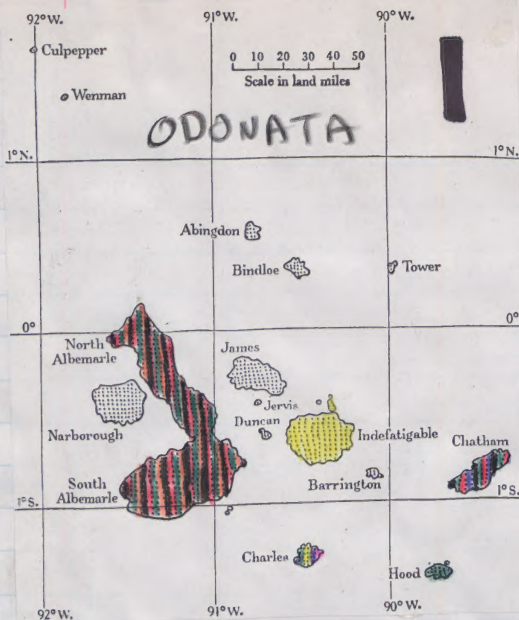 92°W. 91°W. 90°W.
Culpepper
Wenman
0 10 20 30 40 50
Scale in land miles
ODONATA
1°N. 1°N.
Abingdon
Bindloe
Tower
0° 0°
North
Albemarle
James
Jervis
Duncan
Narborough
Indefatigable
Chatham
South
Albemarle
Barrington
1°S. 1°S.
Charles
Hood
92°W. 91°W. 90°W.